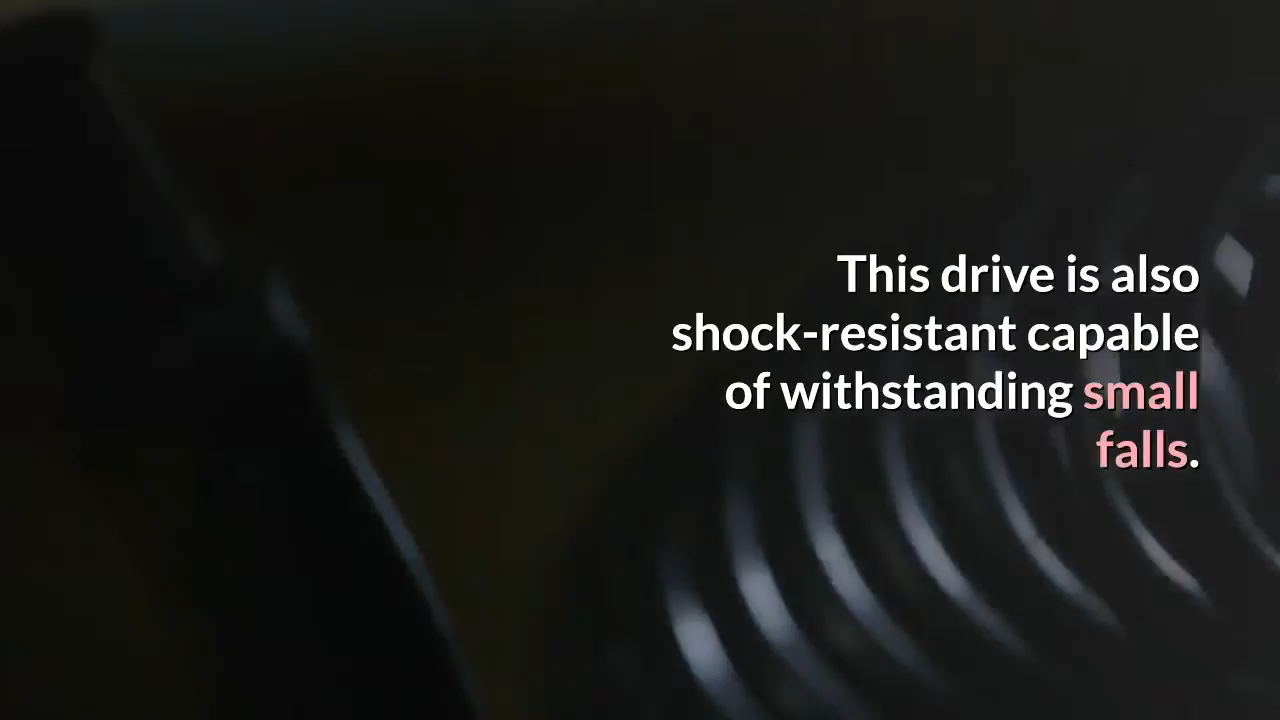 This drive is also
shock-resistant capable
of withstanding small
falls.